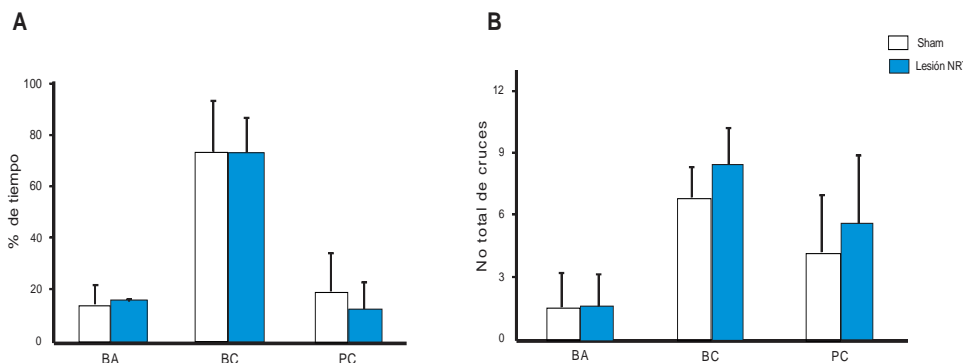 A
% de tiempo
100
80
60
40
20
0
BA
BC
PC
B
Sham
Lesión NR
No total de cruces
12
9
6
3
0
BA
BC
PC